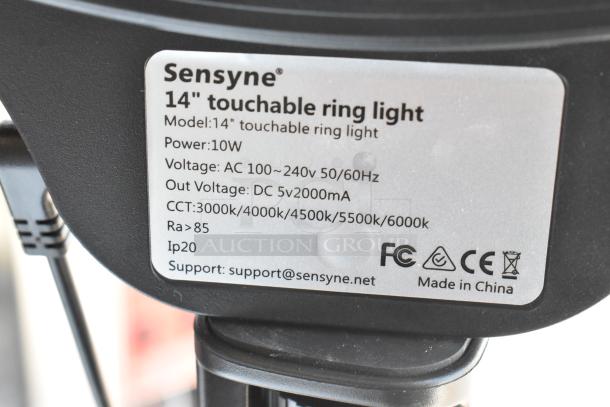 Sensyne®
14" touchable ring light
Model:14" touchable ring light
Power:10W
Voltage: AC 100~240v 50/60Hz
Out Voltage: DC 5v2000mA
CCT:3000k/4000k/4500k/5500k/6000k
Ra>85
Ip20
AUCTION GROUP
FC CE
Support: support@sensyne.net
Made in China